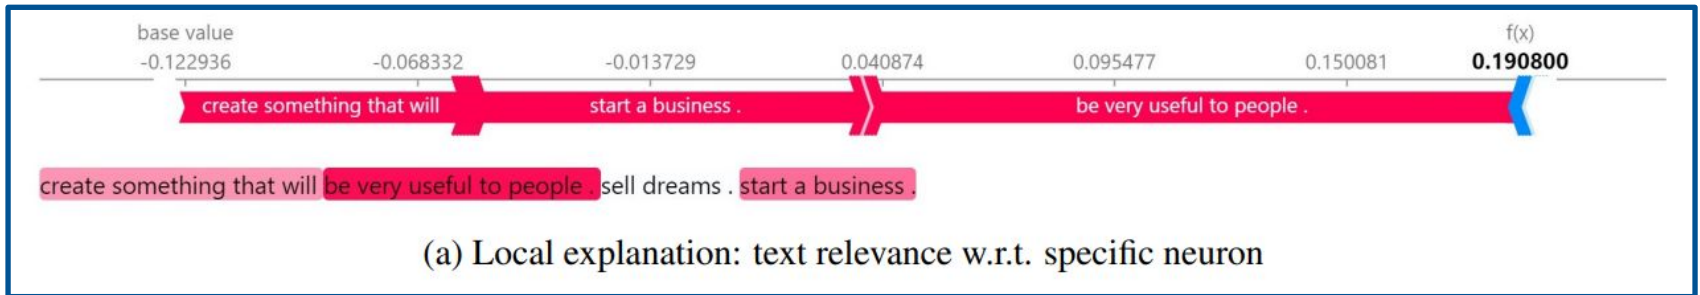 base value f(x)
-0.122936 -0.068332 -0.013729 0.040874 0.095477 0.150081 0.190800
create something that will start a business . be very useful to people .
create something that will be very useful to people . sell dreams . start a business .
(a) Local explanation: text relevance w.r.t. specific neuron